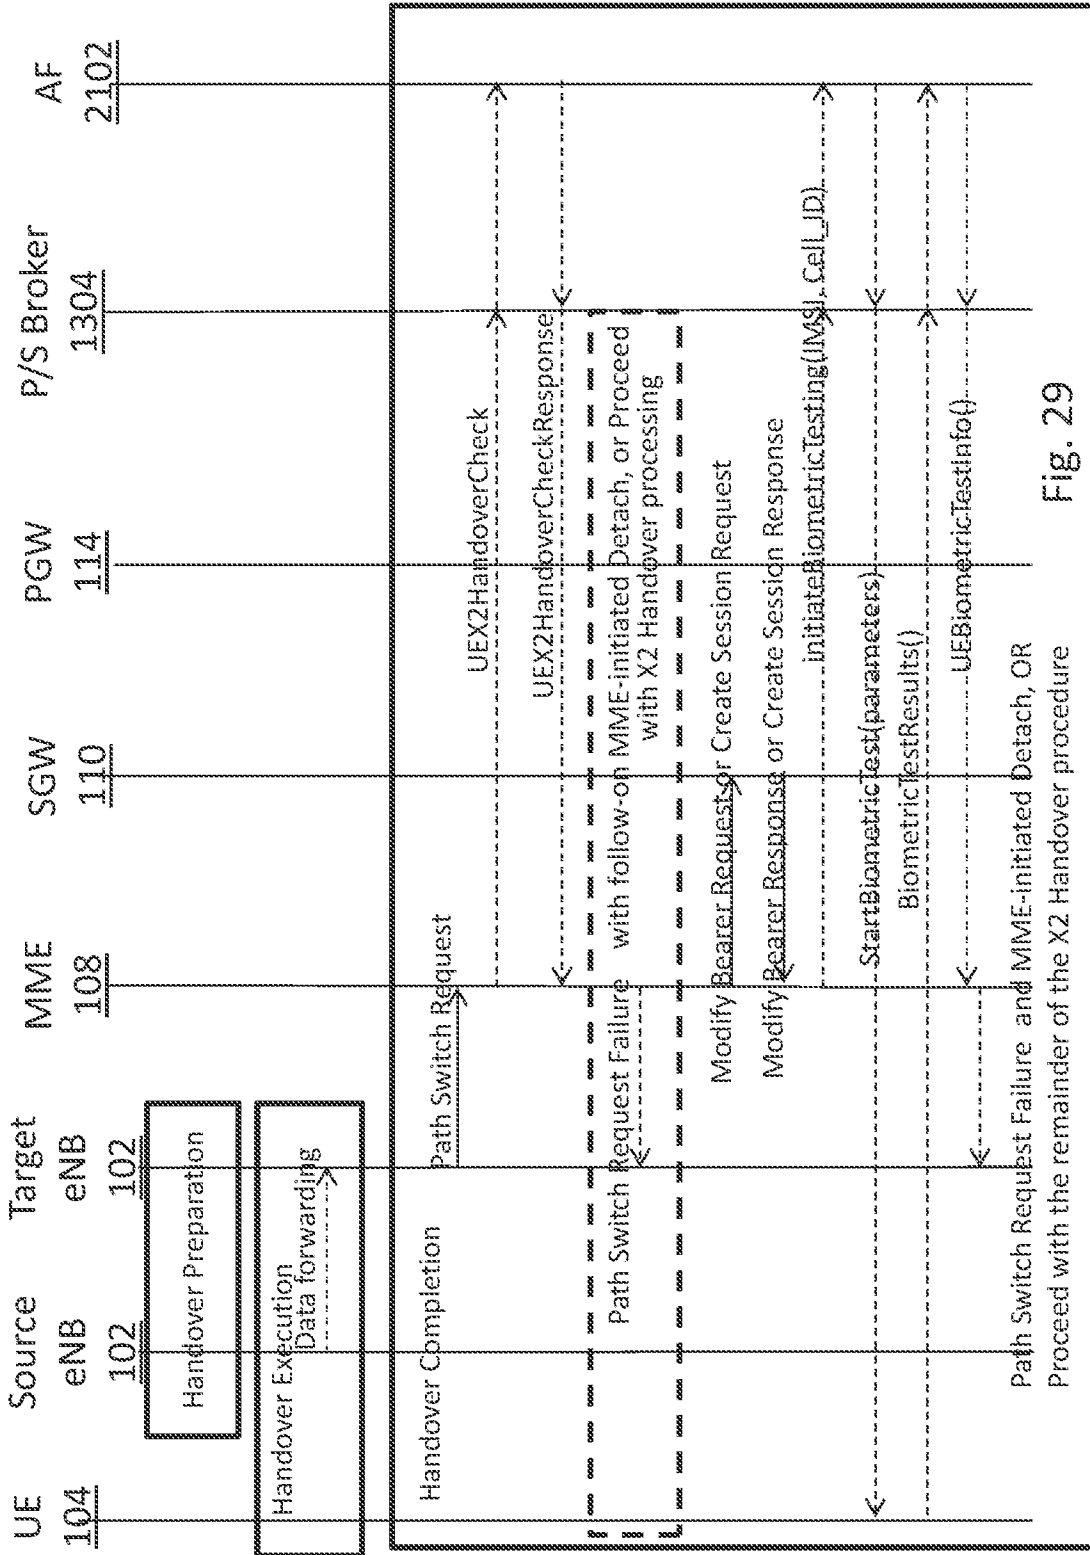 UE
104
Source
eNB
102
Target
eNB
102
MME
108
SGW
110
PGW
114
P/S Broker
1304
AF
2102
Handover Preparation
Handover Execution
Data forwarding
Handover Completion
Path Switch Request
UEX2HandoverCheck
UEX2HandoverCheckResponse
Path Switch Request Failure with follow-on MME-initiated Detach, or Proceed
with X2 Handover processing
Modify Bearer Request or Create Session Request
Modify Bearer Response or Create Session Response
initiateBiometricTesting(IMSI, Cell_ID)
StartBiometricTest(parameters)
BiometricTestResults()
UEBiometricTestInfo()
Path Switch Request Failure and MME-initiated Detach, OR
Proceed with the remainder of the X2 Handover procedure
Fig. 29